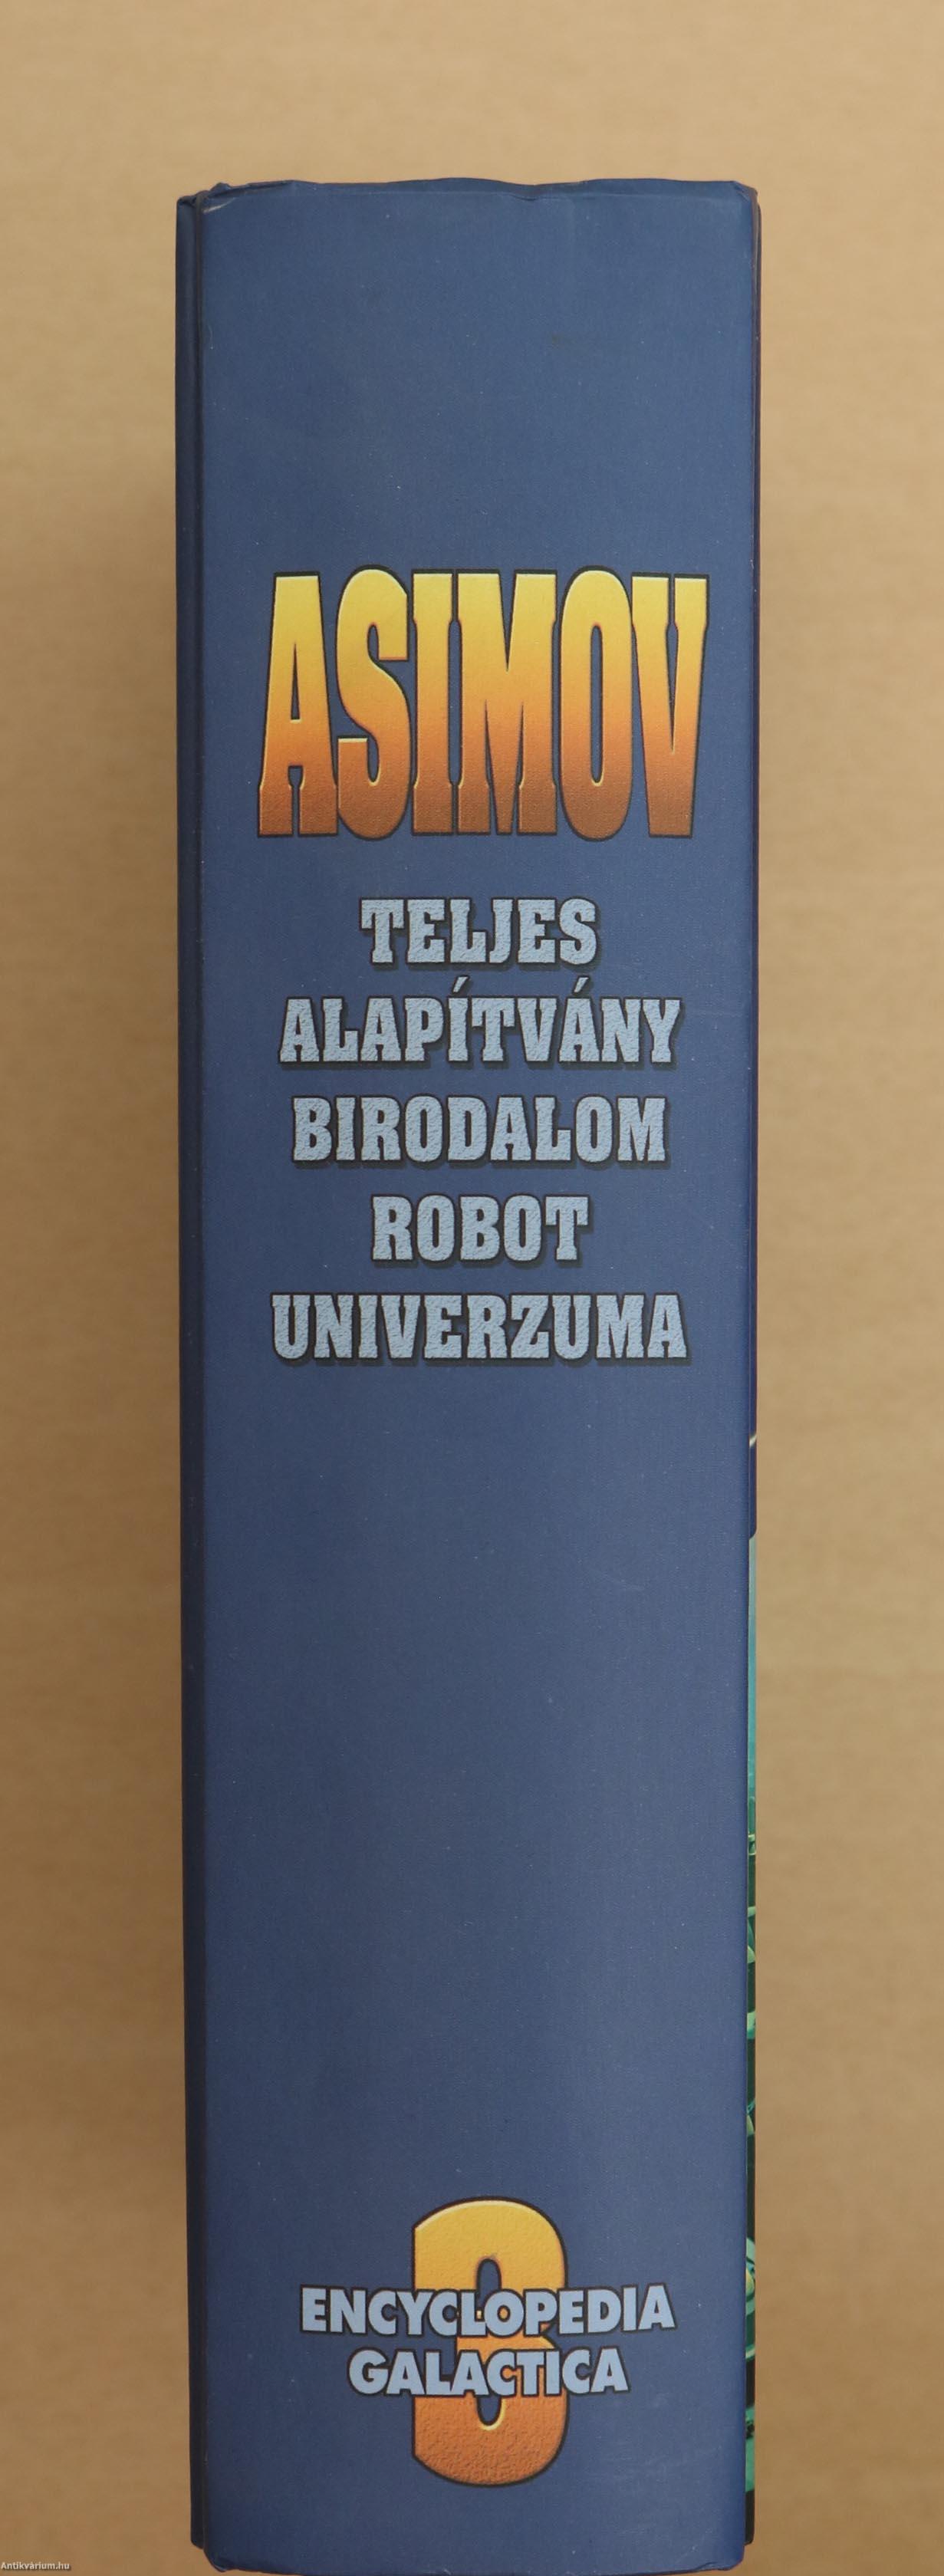 ASIMOV
TELJES
ALAPÍTVÁNY
BIRODALOM
ROBOT
UNIVERZUMA
3
ENCYCLOPEDIA
GALACTICA
Antikvárium.hu